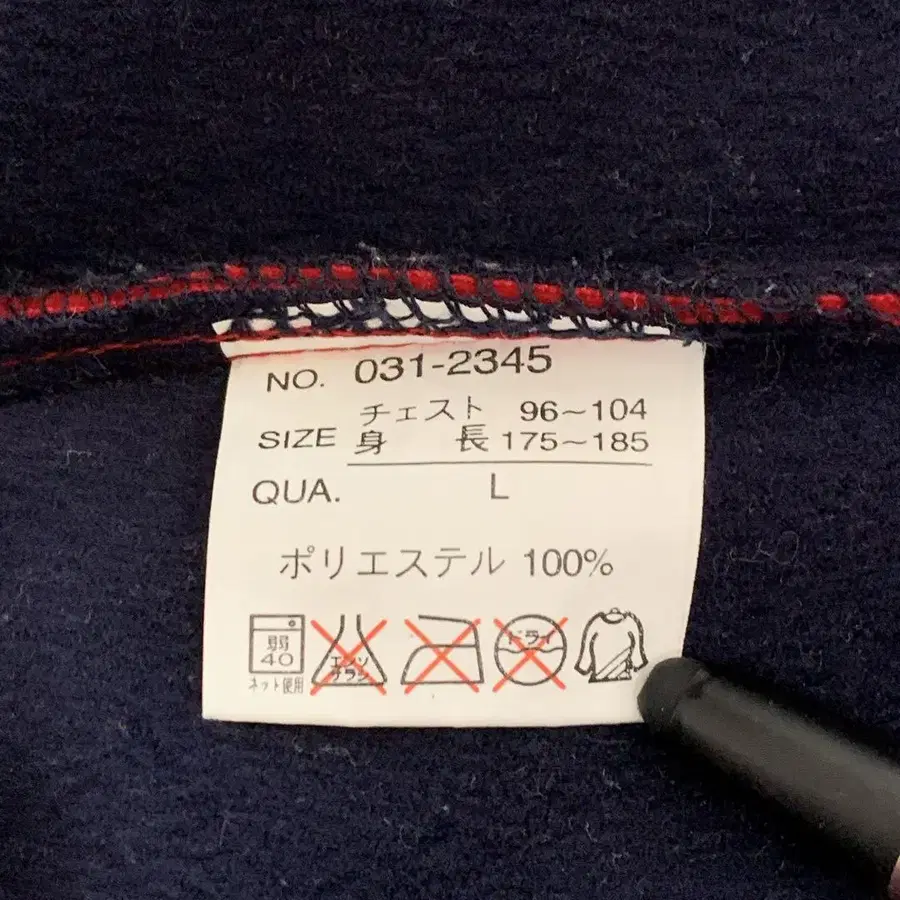 NO. 031-2345
チェスト 96~104
SIZE 身 長 175~185
QUA. L
ポリエステル 100%
弱
40
ネット使用
エンソ
サラシ
ドライ